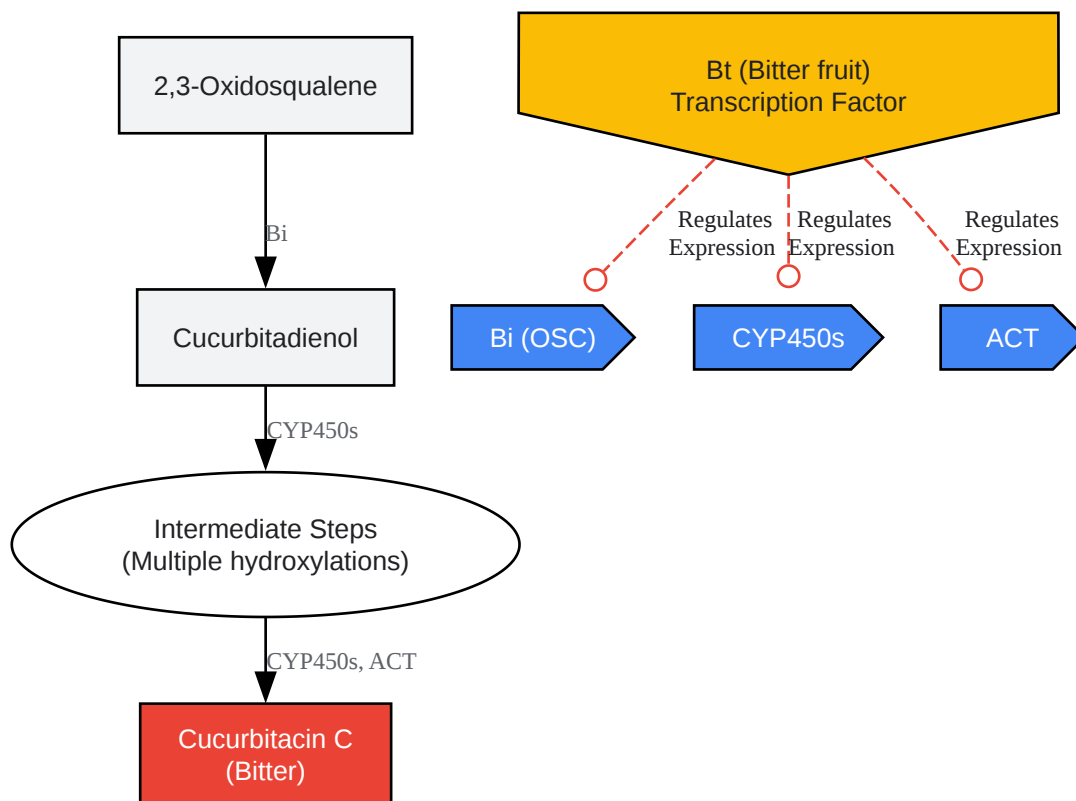 2,3-Oxidosqualene
Bt (Bitter fruit)
Transcription Factor
Bi
Regulates
Expression
Regulates
Expression
Regulates
Expression
Cucurbitadienol
Bi (OSC)
CYP450s
ACT
CYP450s
Intermediate Steps
(Multiple hydroxylations)
CYP450s, ACT
Cucurbitacin C
(Bitter)